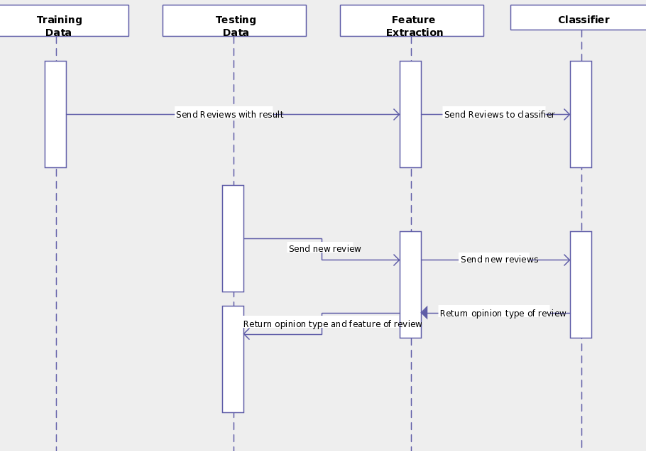 Training
Data
Testing
Data
Feature
Extraction
Classifier
Send Reviews with result
Send Reviews to classifier
Send new review
Send new reviews
Return opinion type of review
Return opinion type and feature of review